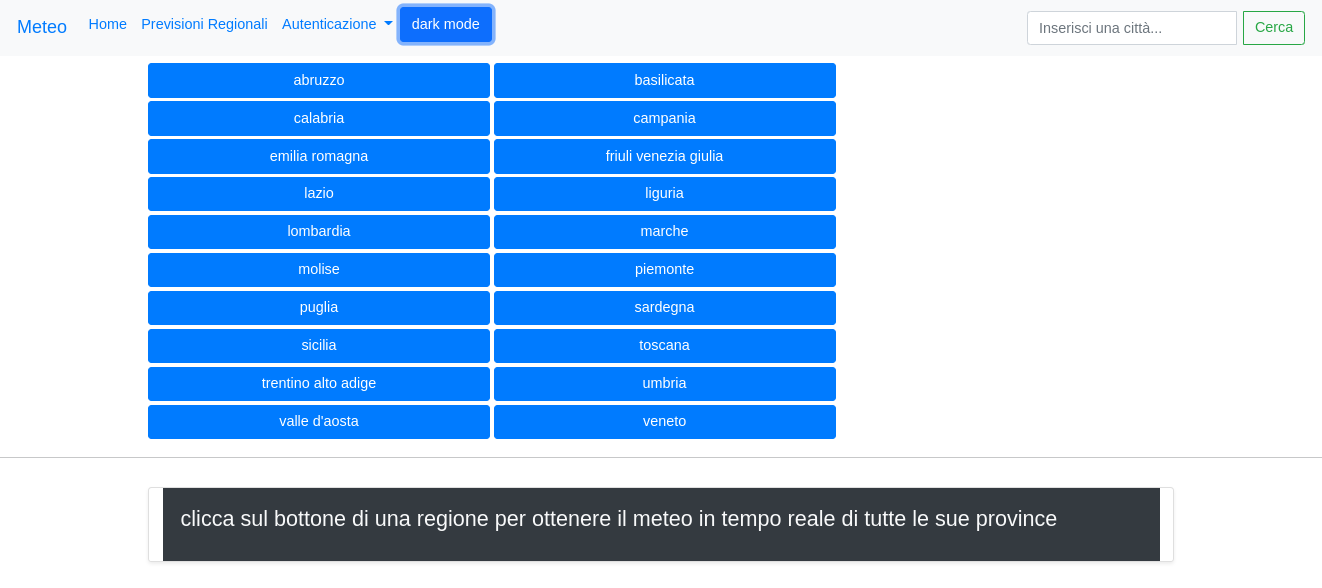 Meteo Home Previsioni Regionali Autenticazione dark mode Inserisci una città... Cerca
abruzzo basilicata
calabria campania
emilia romagna friuli venezia giulia
lazio liguria
lombardia marche
molise piemonte
puglia sardegna
sicilia toscana
trentino alto adige umbria
valle d'aosta veneto
clicca sul bottone di una regione per ottenere il meteo in tempo reale di tutte le sue province